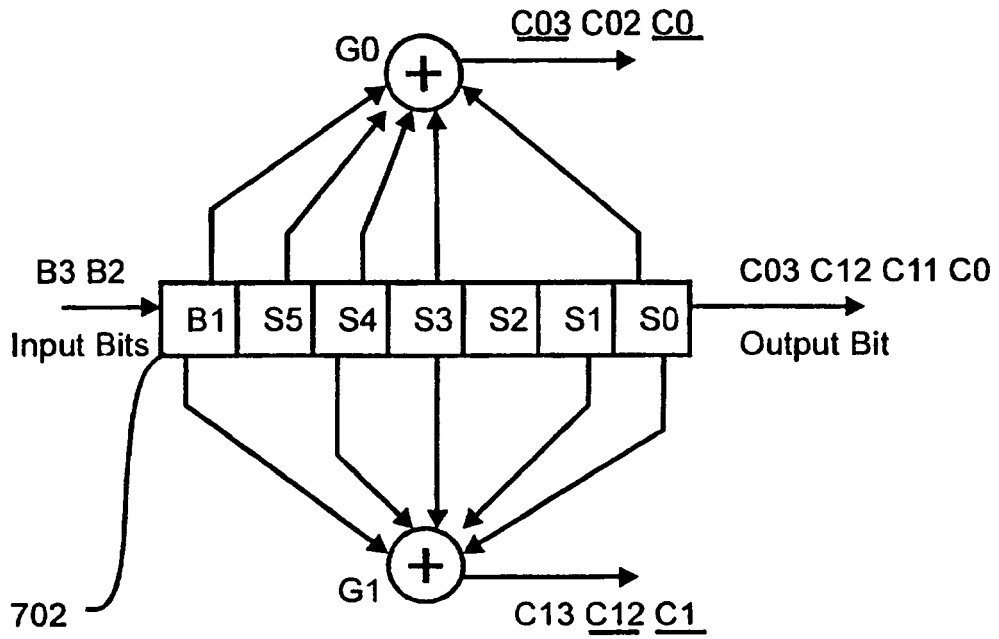 C03 C02 C0
G0
+
B3 B2
Input Bits
B1 S5 S4 S3 S2 S1 S0
C03 C12 C11 C0
Output Bit
+
G1
C13 C12 C1
702